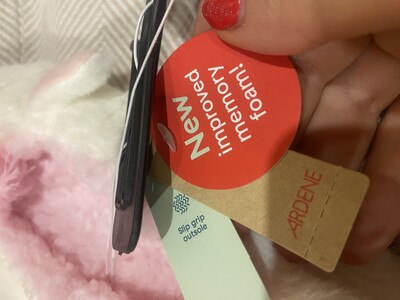 New
improved
memory
foam!
ARDENE
Slip grip
outsole